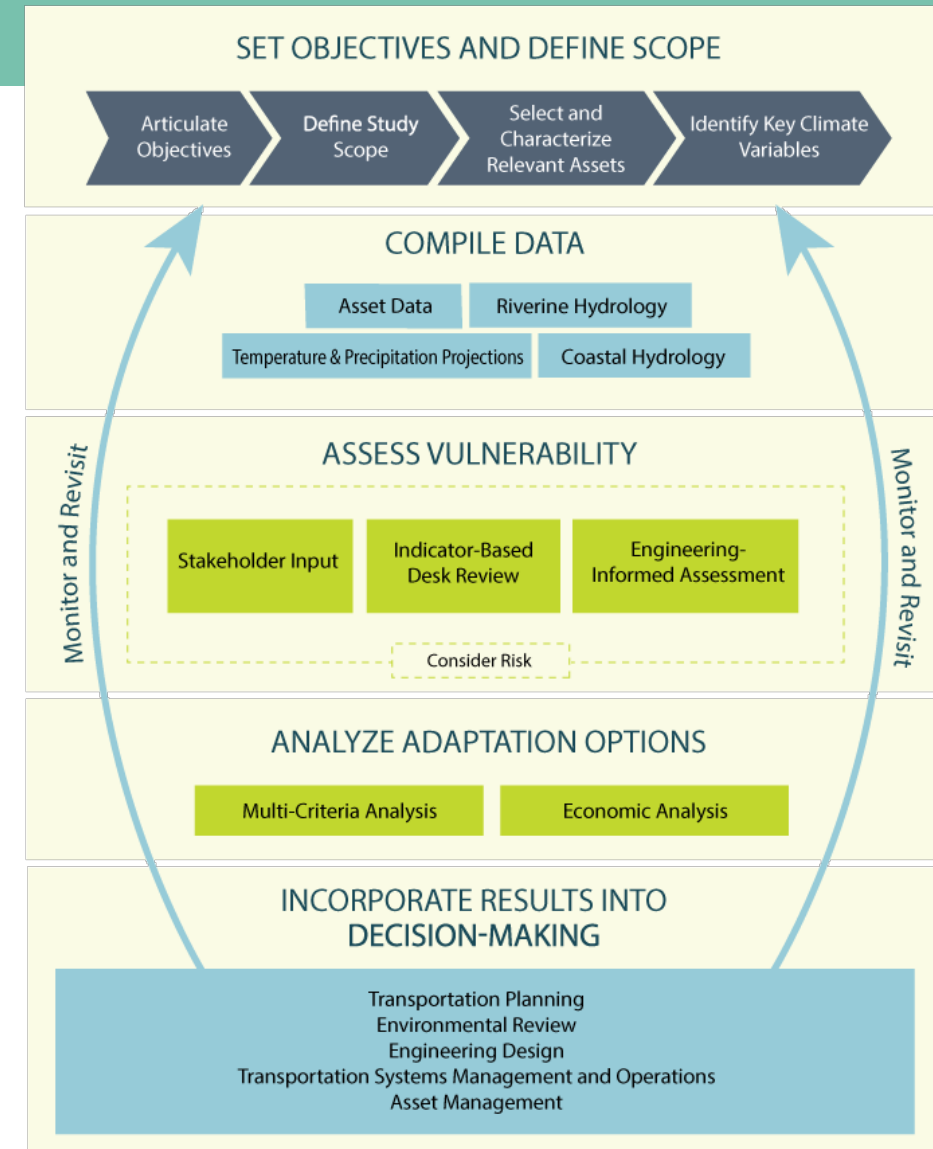 SET OBJECTIVES AND DEFINE SCOPE
Articulate
Objectives
Define Study
Scope
Select and
Characterize
Relevant Assets
Identify Key Climate
Variables
COMPILE DATA
Asset Data
Riverine Hydrology
Temperature & Precipitation Projections
Coastal Hydrology
Monitor and Revisit
ASSESS VULNERABILITY
Stakeholder Input
Indicator-Based
Desk Review
Engineering-
Informed Assessment
Consider Risk
Monitor and Revisit
ANALYZE ADAPTATION OPTIONS
Multi-Criteria Analysis
Economic Analysis
INCORPORATE RESULTS INTO
DECISION-MAKING
Transportation Planning
Environmental Review
Engineering Design
Transportation Systems Management and Operations
Asset Management